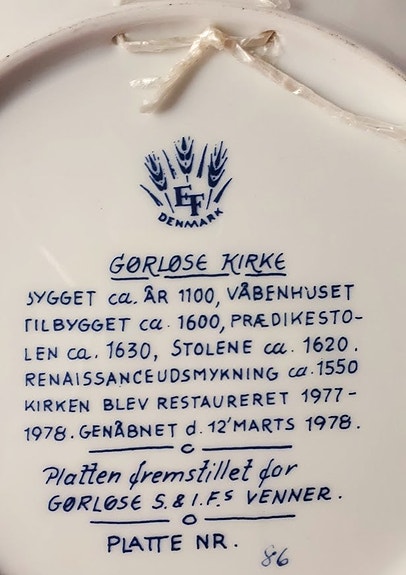 EF
DENMARK
GØRLØSE KIRKE
BYGGET ca. ÅR 1100, VÅBENHUSET
TILBYGGET ca. 1600, PRÆDIKESTO-
LEN ca. 1630, STOLENE ca. 1620.
RENAISSANCEUDSMYKNING ca. 1550
KIRKEN BLEV RESTAURERET 1977-
1978. GENÅBNET d. 12' MARTS 1978.
Platten fremstillet for
GØRLØSE S. & I.F.s VENNER.
PLATTE NR. 86